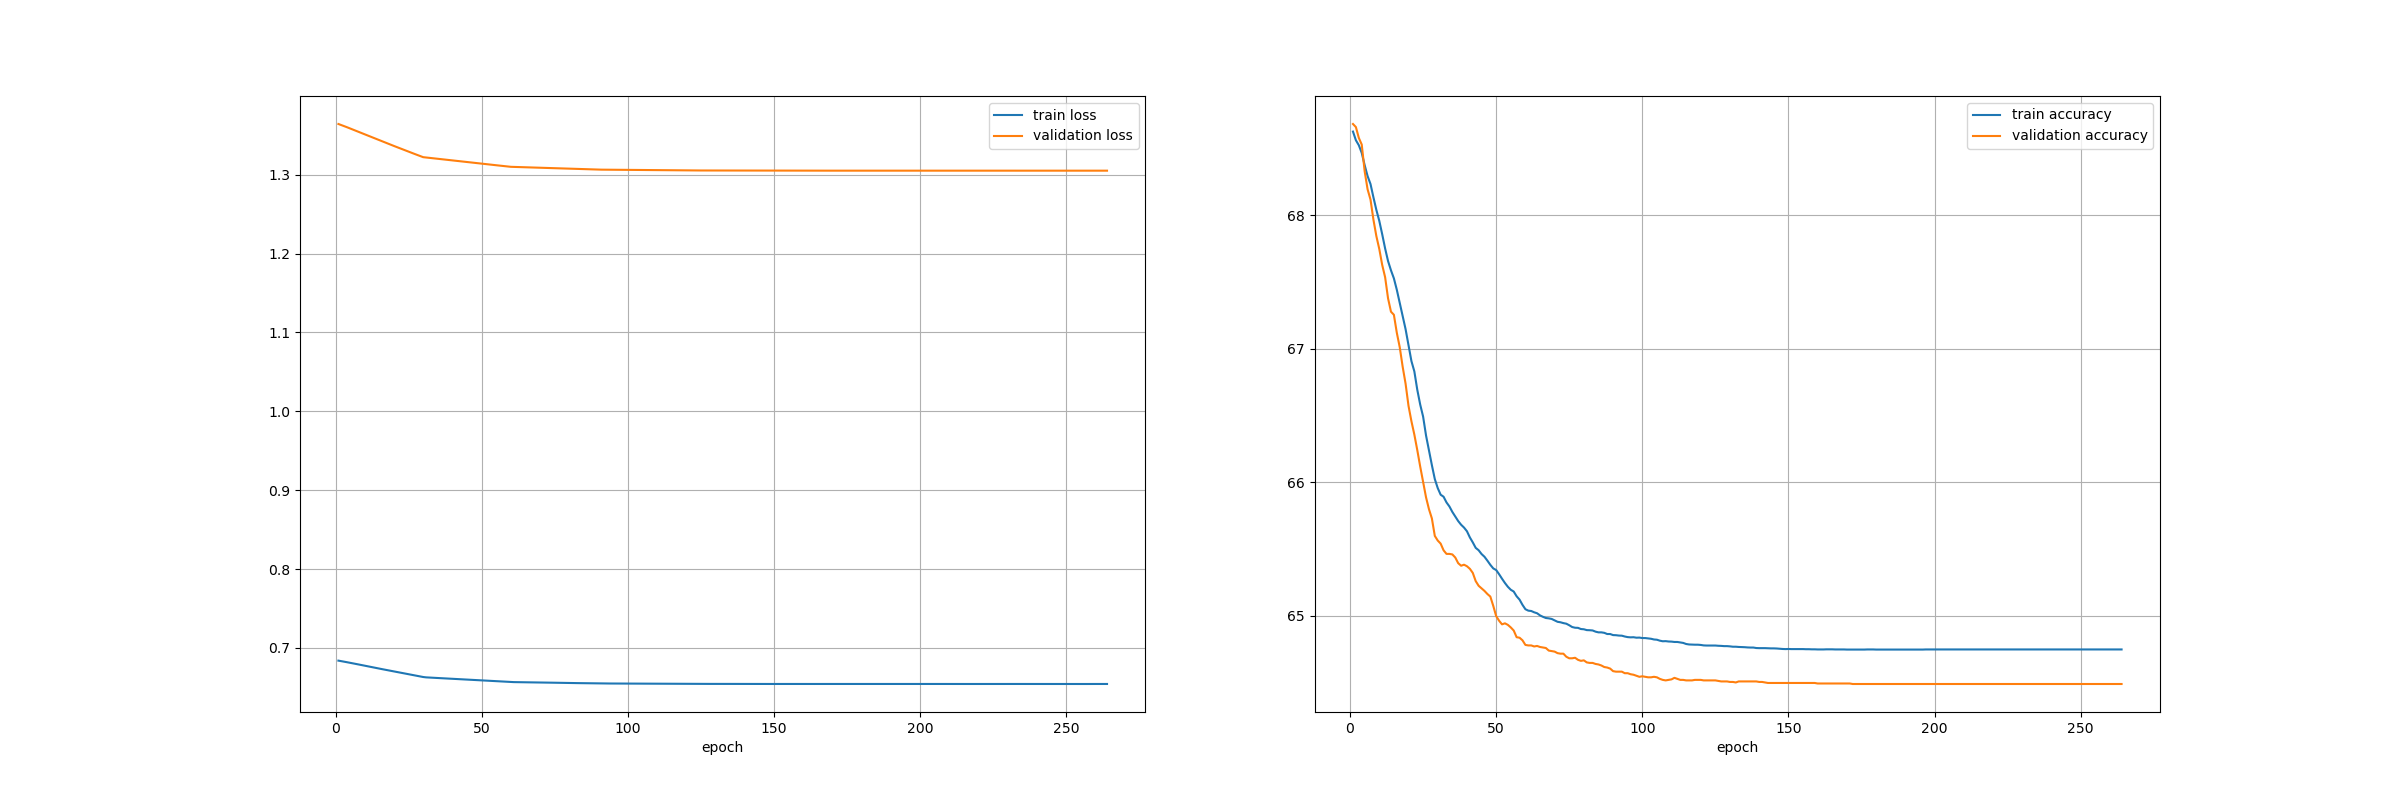 train loss
validation loss
1.3
1.2
1.1
1.0
0.9
0.8
0.7
0 50 100 150 200 250
epoch
train accuracy
validation accuracy
68
67
66
65
0 50 100 150 200 250
epoch